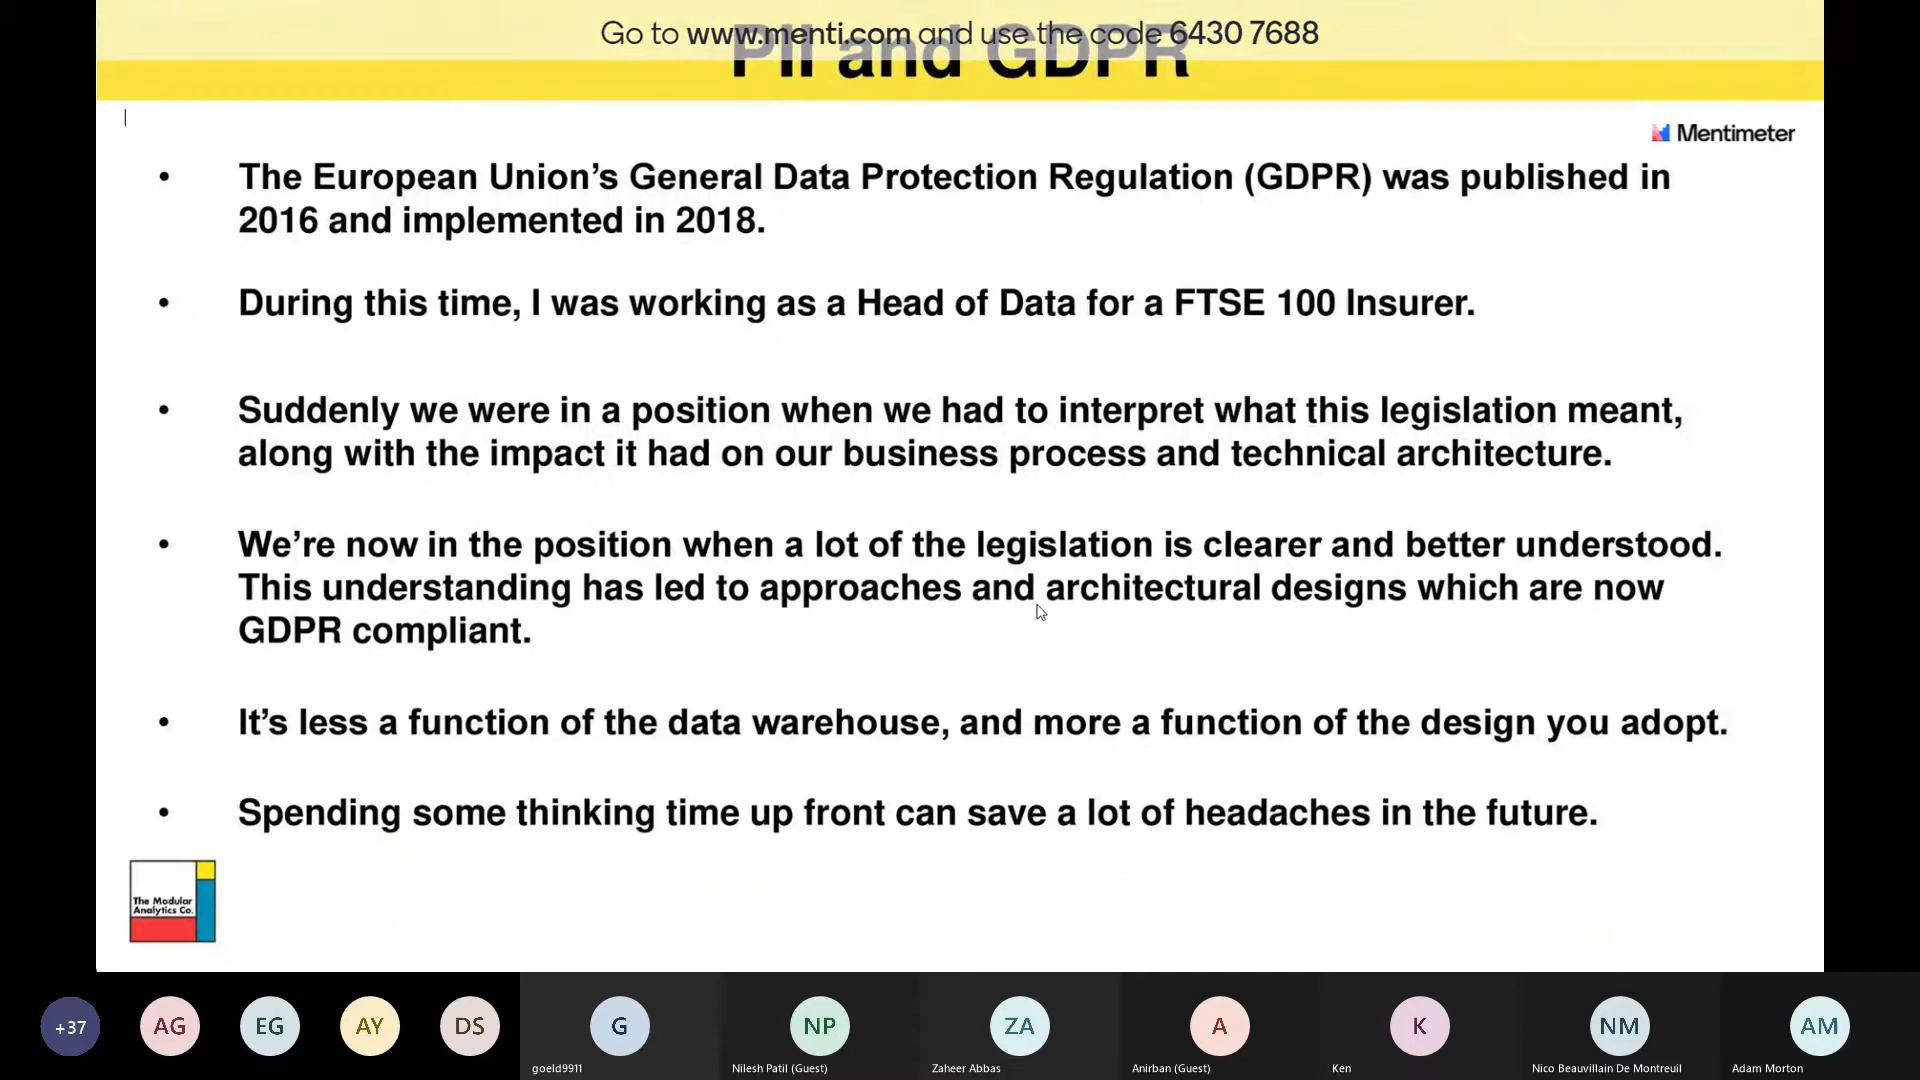 Go to www.menti.com and use the code 6430 7688
PII and GDPR
Mentimeter
• The European Union’s General Data Protection Regulation (GDPR) was published in
2016 and implemented in 2018.
• During this time, I was working as a Head of Data for a FTSE 100 Insurer.
• Suddenly we were in a position when we had to interpret what this legislation meant,
along with the impact it had on our business process and technical architecture.
• We’re now in the position when a lot of the legislation is clearer and better understood.
This understanding has led to approaches and architectural designs which are now
GDPR compliant.
• It’s less a function of the data warehouse, and more a function of the design you adopt.
• Spending some thinking time up front can save a lot of headaches in the future.
The Modular
Analytics Co.
+37 AG EG AY DS G NP ZA A K NM AM
goeld9911 Nilesh Patil (Guest) Zaheer Abbas Anirban (Guest) Ken Nico Beauvillain De Montreuil Adam Morton